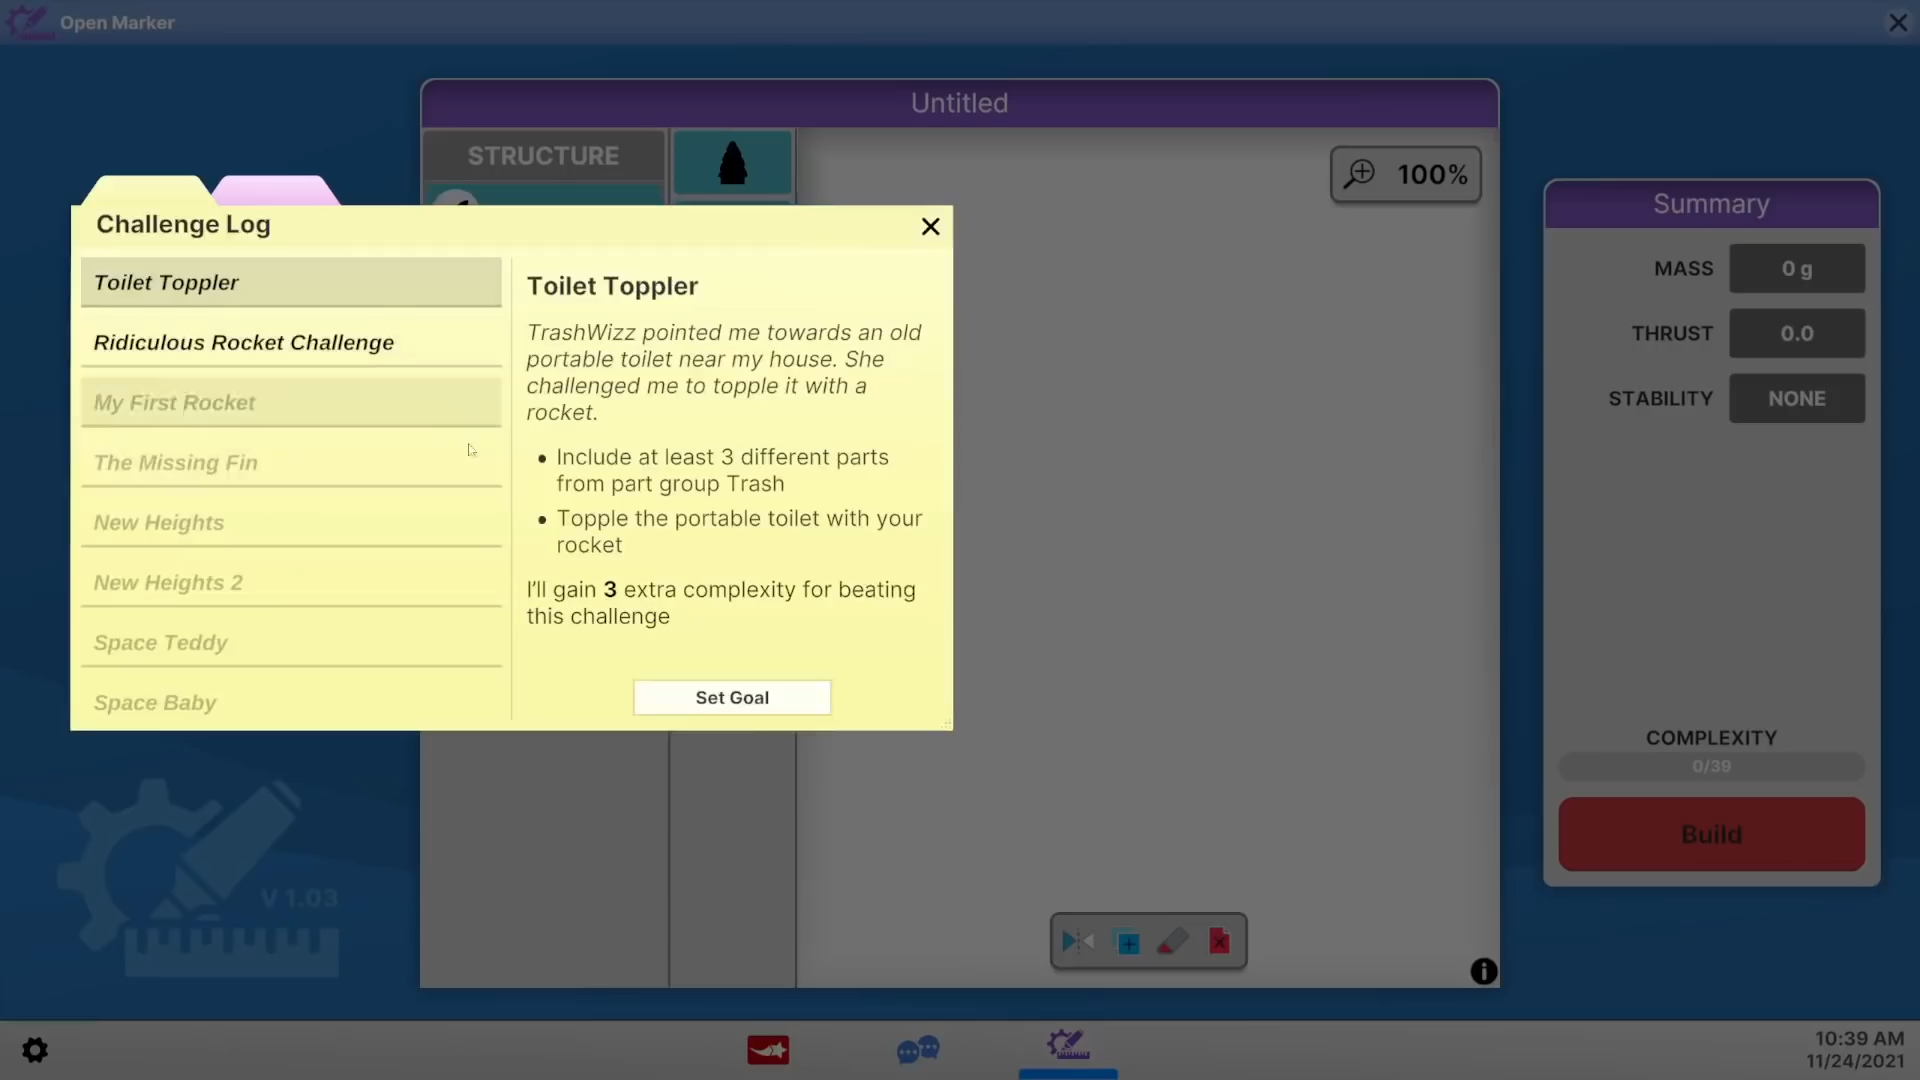 Open Marker
Untitled
STRUCTURE
100%
Summary
MASS 0 g
THRUST 0.0
STABILITY NONE
COMPLEXITY
0/39
Build
Challenge Log
Toilet Toppler
Ridiculous Rocket Challenge
My First Rocket
The Missing Fin
New Heights
New Heights 2
Space Teddy
Space Baby
Toilet Toppler
TrashWizz pointed me towards an old
portable toilet near my house. She
challenged me to topple it with a
rocket.
• Include at least 3 different parts
from part group Trash
• Topple the portable toilet with your
rocket
I'll gain 3 extra complexity for beating
this challenge
Set Goal
V 1.03
10:39 AM
11/24/2021